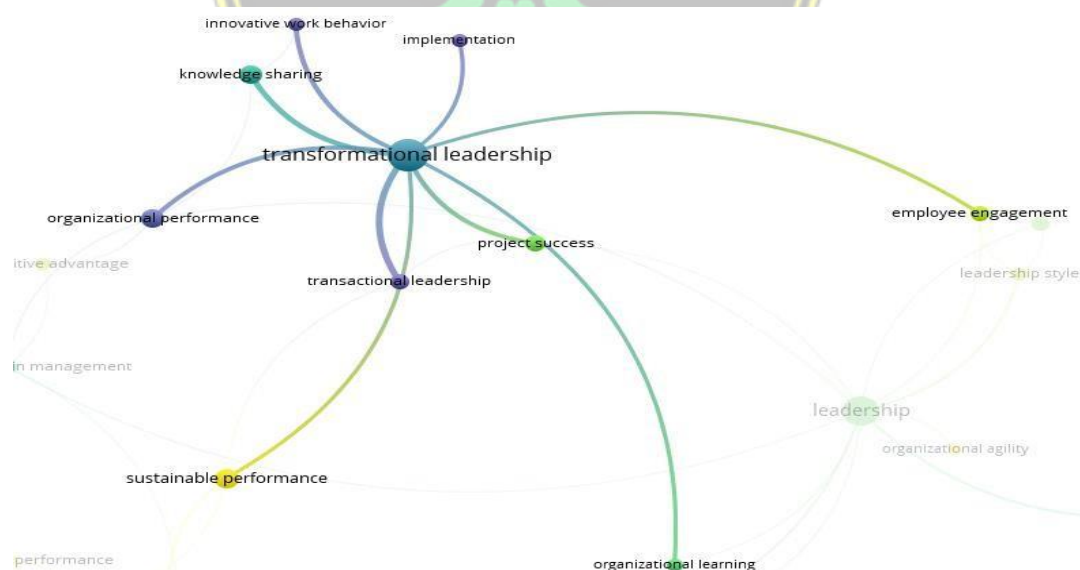 innovative work behavior
implementation
knowledge sharing
transformational leadership
organizational performance
employee engagement
project success
itive advantage
leadership style
transactional leadership
in management
leadership
organizational agility
sustainable performance
performance
organizational learning